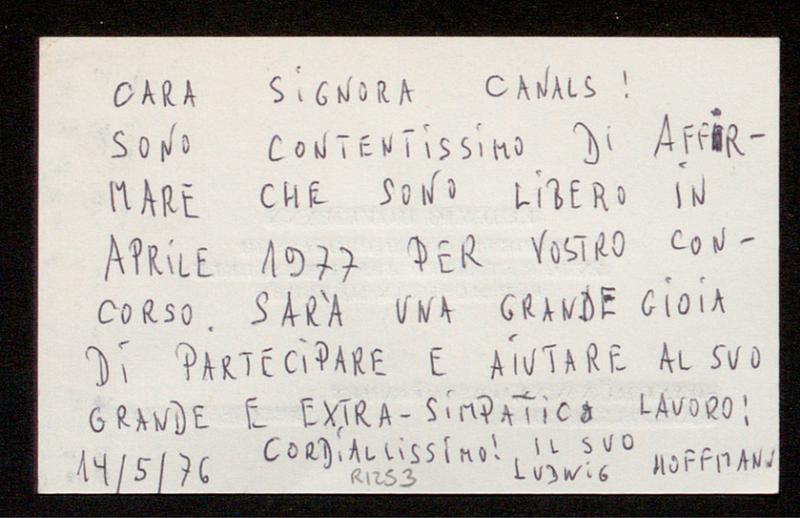 CARA SIGNORA CANALS!
SONO CONTENTISSIMO DI AFFIR-
MARE CHE SONO LIBERO IN
APRILE 1977 PER VOSTRO CON-
CORSO. SARÀ UNA GRANDE GIOIA
DI PARTECIPARE E AIUTARE AL SUO
GRANDE E EXTRA-SIMPATICO LAVORO!
CORDIALLISSIMO! IL SUO
14/5/76 R1253 LUDWIG HOFFMANN